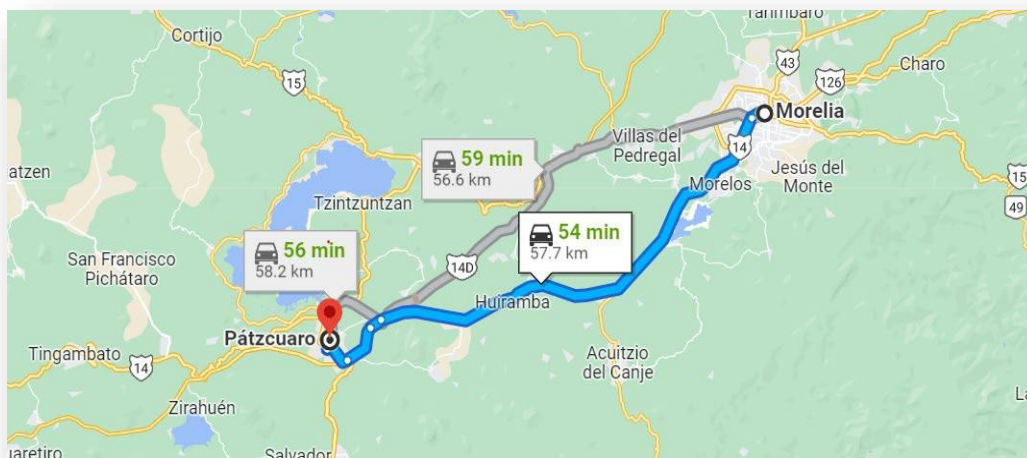 Cortijo
15
43
126
Charo
Morelia
Villas del
Pedregal
14
Jesús del
Monte
Morelos
15
49
59 min
56.6 km
atzen
Tzintzuntzan
54 min
57.7 km
56 min
58.2 km
San Francisco
Pichátaro
14D
Huiramba
Pátzcuaro
Tingambato
14
Acuitzio
del Canje
Zirahuén
Salvador